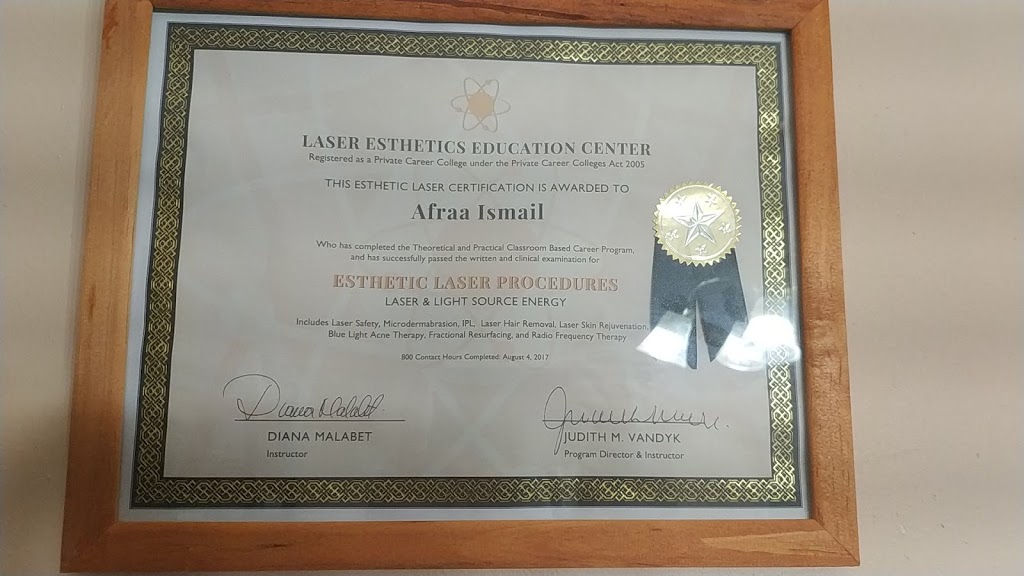 LASER ESTHETICS EDUCATION CENTER
Registered as a Private Career College under the Private Career Colleges Act 2005
THIS ESTHETIC LASER CERTIFICATION IS AWARDED TO
Afraa Ismail
Who has completed the Theoretical and Practical Classroom Based Career Program,
and has successfully passed the written and clinical examination for
ESTHETIC LASER PROCEDURES
LASER & LIGHT SOURCE ENERGY
Includes Laser Safety, Microdermabrasion, IPL, Laser Hair Removal, Laser Skin Rejuvenation,
Blue Light Acne Therapy, Fractional Resurfacing, and Radio Frequency Therapy
800 Contact Hours Completed: August 4, 2017
Diana Malabet
DIANA MALABET
Instructor
JUDITH M. VANDYK
Program Director & Instructor